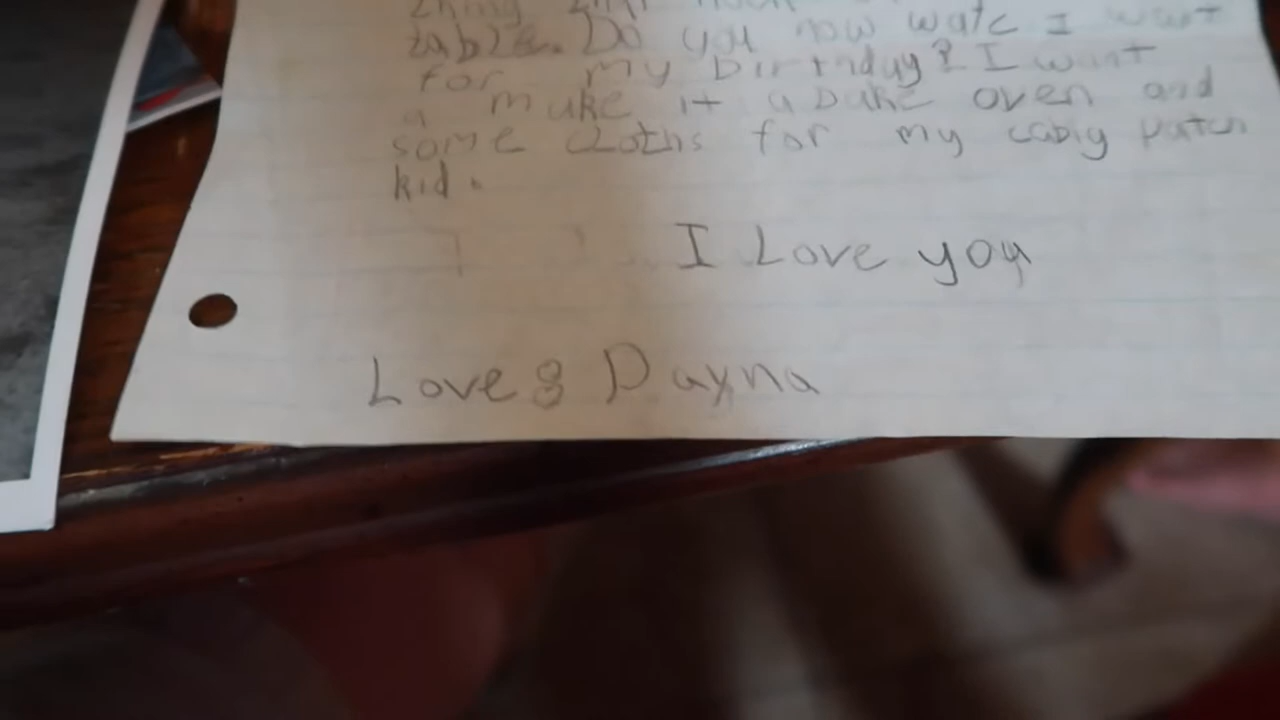 table. Do you now watc I want
for my birthday? I want
a make it a bake oven and
some cloths for my cabig patch
kid.
I Love you
Love: Dayna